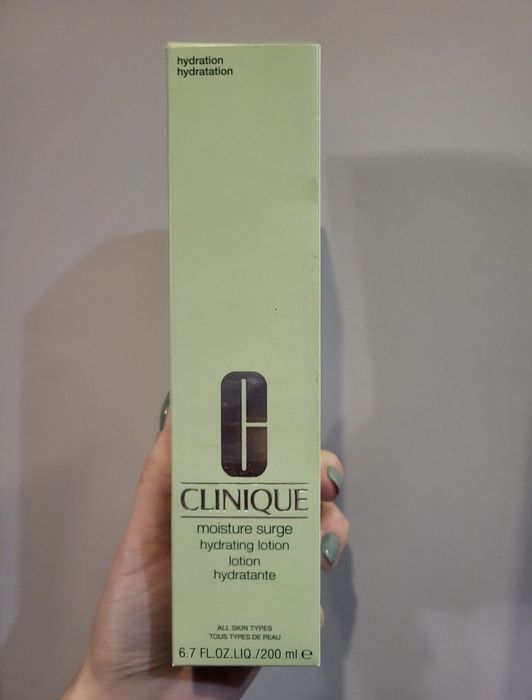 hydration
hydratation
CLINIQUE
moisture surge
hydrating lotion
lotion
hydratante
ALL SKIN TYPES
TOUS TYPES DE PEAU
6.7 FL.OZ.LIQ./200 ml ℮